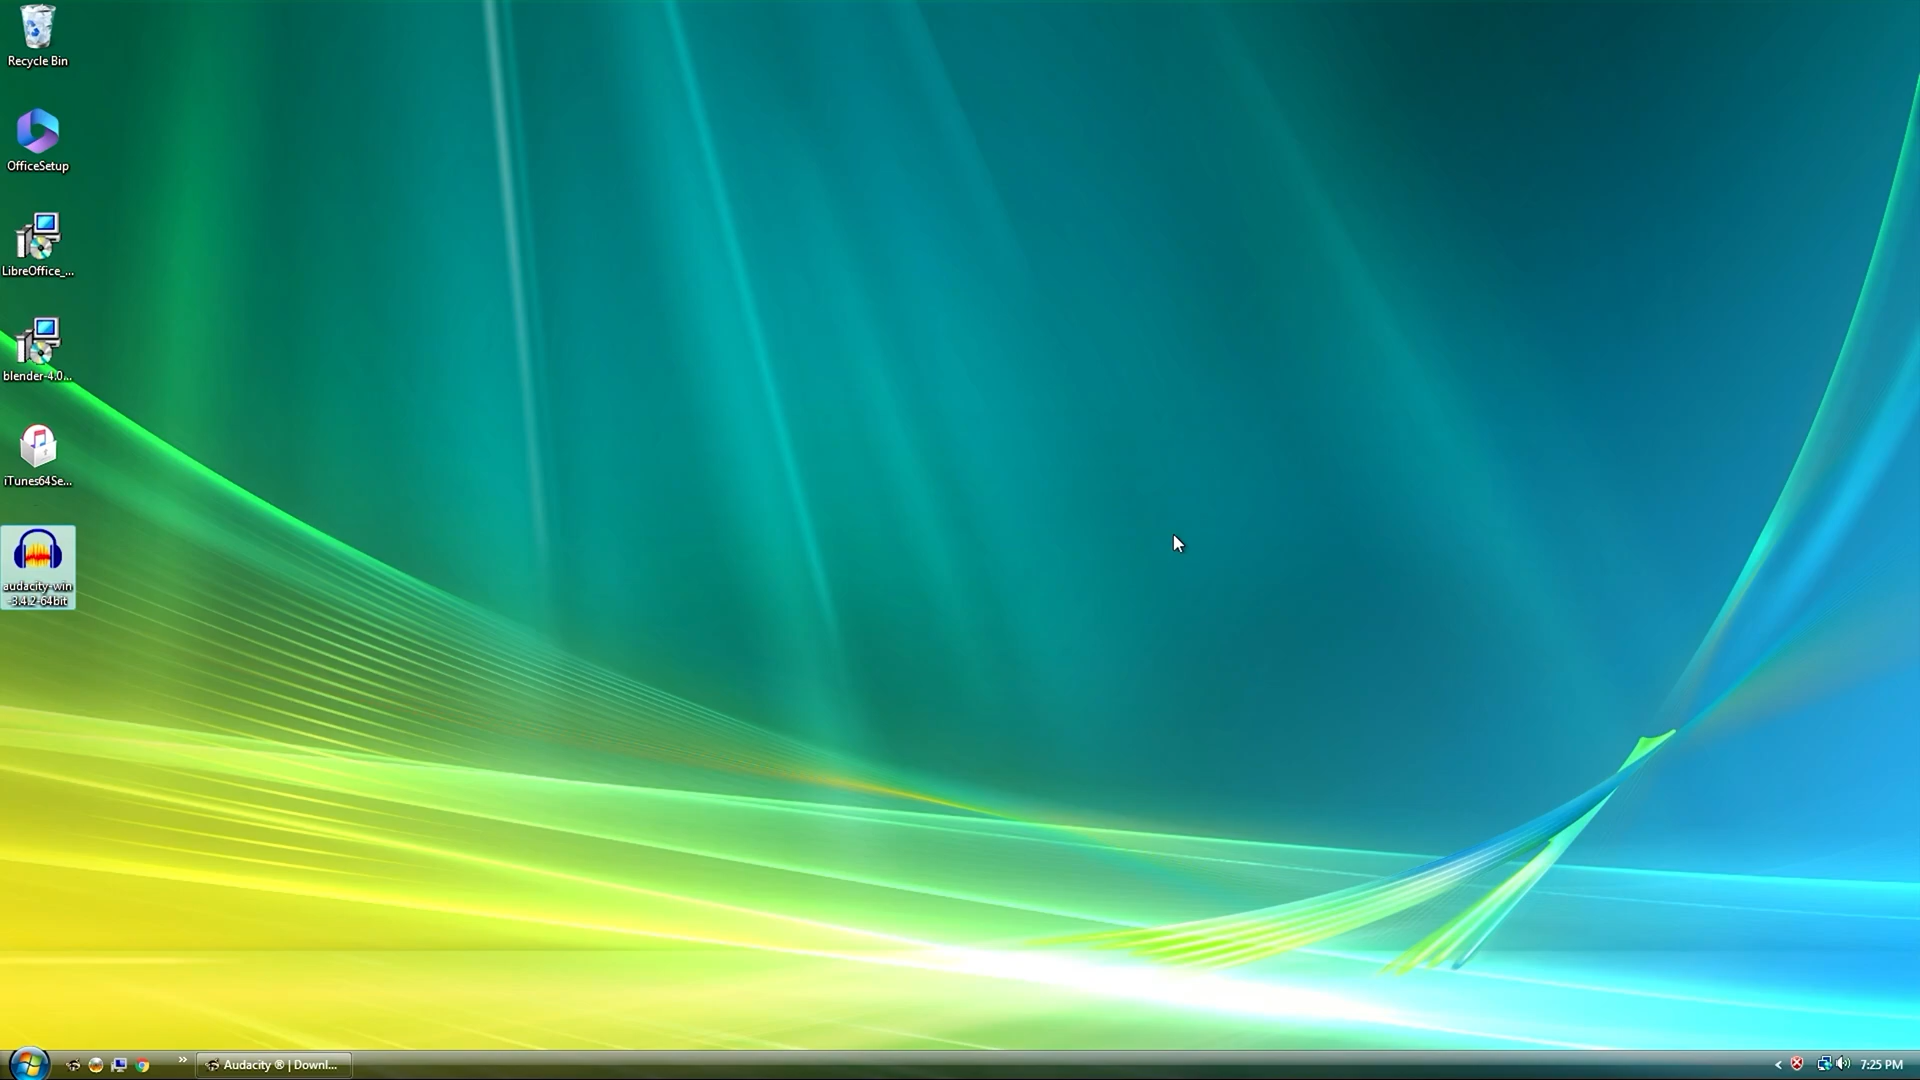 Recycle Bin
OfficeSetup
LibreOffice_...
blender-4.0...
iTunes64Se...
audacity-win
-3.4.2-64bit
Audacity ® | Downl...
7:25 PM